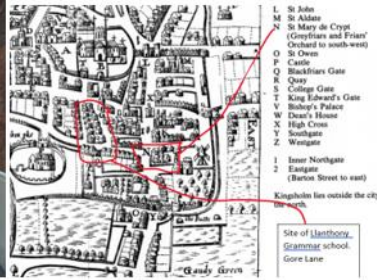 L St John
M St Aldate
N St Mary de Crypt
(Greyfriars and Friars'
Orchard to south-west)
O St Owen
P Castle
Q Blackfriars Gate
R Quay
S College Gate
T King Edward's Gate
V Bishop's Palace
W Dean's House
X High Cross
Y Southgate
Z Westgate
1 Inner Northgate
2 Eastgate
(Barton Street to east)
Kingsholm lies outside the city
the north.
Site of Llanthony
Grammar school.
Gore Lane
Gaudy Green